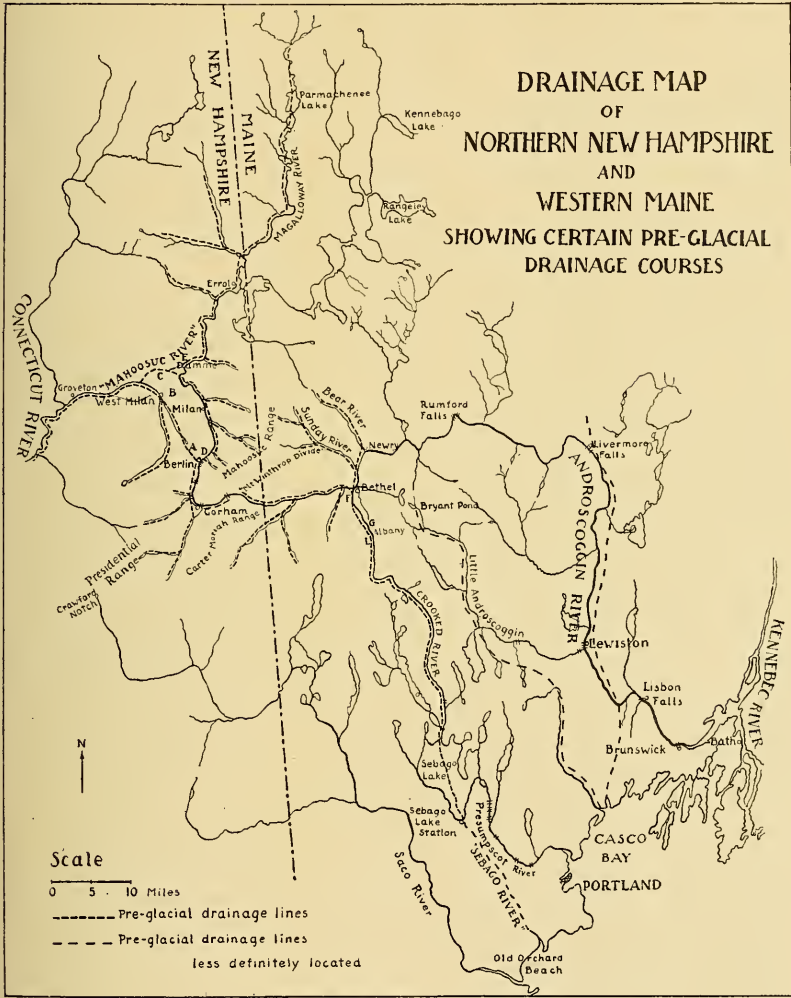 DRAINAGE MAP
OF
NORTHERN NEW HAMPSHIRE
AND
WESTERN MAINE
SHOWING CERTAIN PRE-GLACIAL
DRAINAGE COURSES
NEW HAMPSHIRE
MAINE
Parmachenee
Lake
Kennebago
Lake
MAGALLOWAY RIVER
Rangeley
Lake
Errol
CONNECTICUT RIVER
"MAHOOSUC RIVER"
Dummer
E
C
Groveton
West Milan
B
Milan
Bear River
Rumford
Falls
Sunday River
Mahoosuc Range
Newry
Livermore
Falls
A
D
Berlin
Mt Winthrop Divide
Bethel
F
Gorham
Carter Moriah Range
Bryant Pond
G
Albany
L
ANDROSCOGGIN RIVER
Presidential
Range
Crawford
Notch
Little Androscoggin
CROOKED RIVER
KENNEBEC RIVER
Lewiston
Lisbon
Falls
Brunswick
Bath
N
Sebago
Lake
Sebago
Lake
Station
Presumpscot
River
"SEBAGO RIVER"
CASCO
BAY
PORTLAND
Saco River
Old Orchard
Beach
Scale
0 5 10 Miles
Pre-glacial drainage lines
Pre-glacial drainage lines
less definitely located